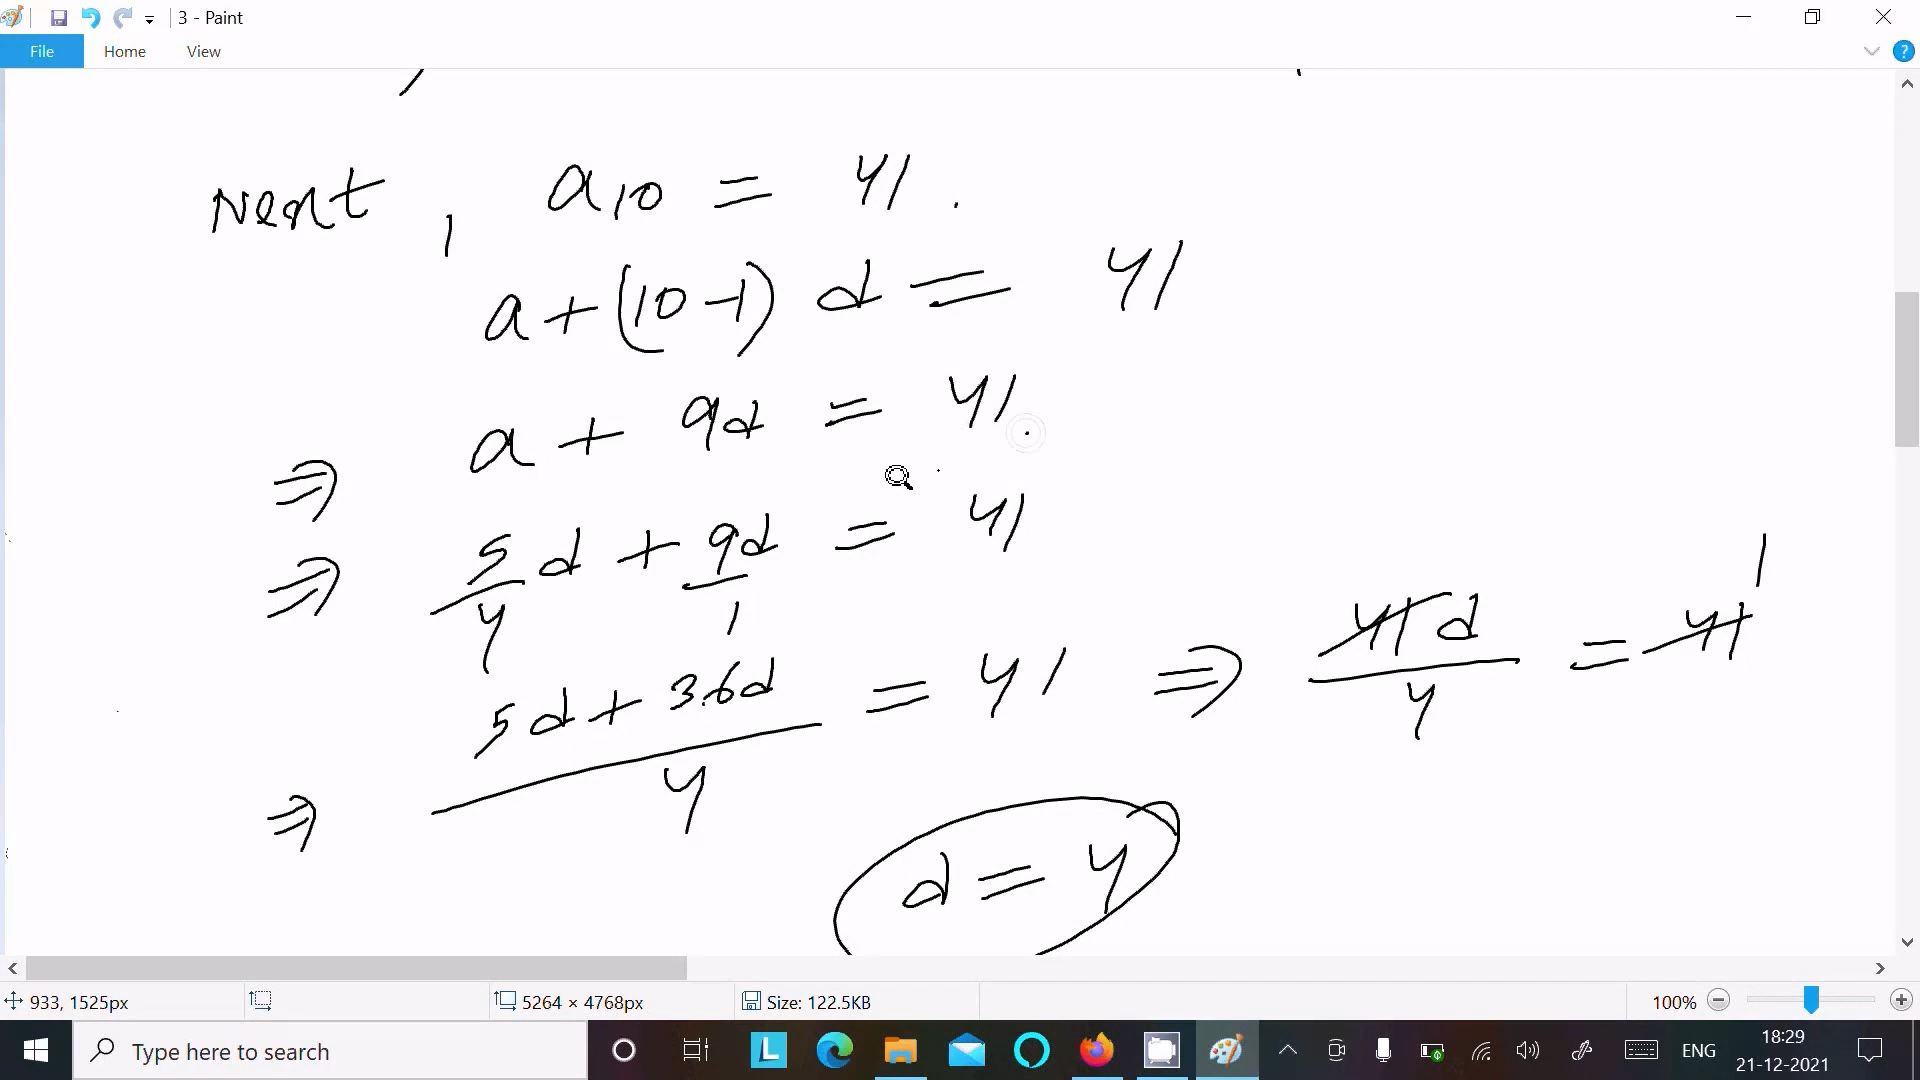 3 - Paint
File Home View
Next, a10 = 41.
a + (10-1) d = 41
⇒ a + 9d = 41.
⇒ 5/4 d + 9d/1 = 41
⇒ (5d + 36d)/4 = 41 ⇒ 41d/4 = 41 1
d = 4
933, 1525px 5264 × 4768px Size: 122.5KB 100%
Type here to search
L
ENG
18:29
21-12-2021